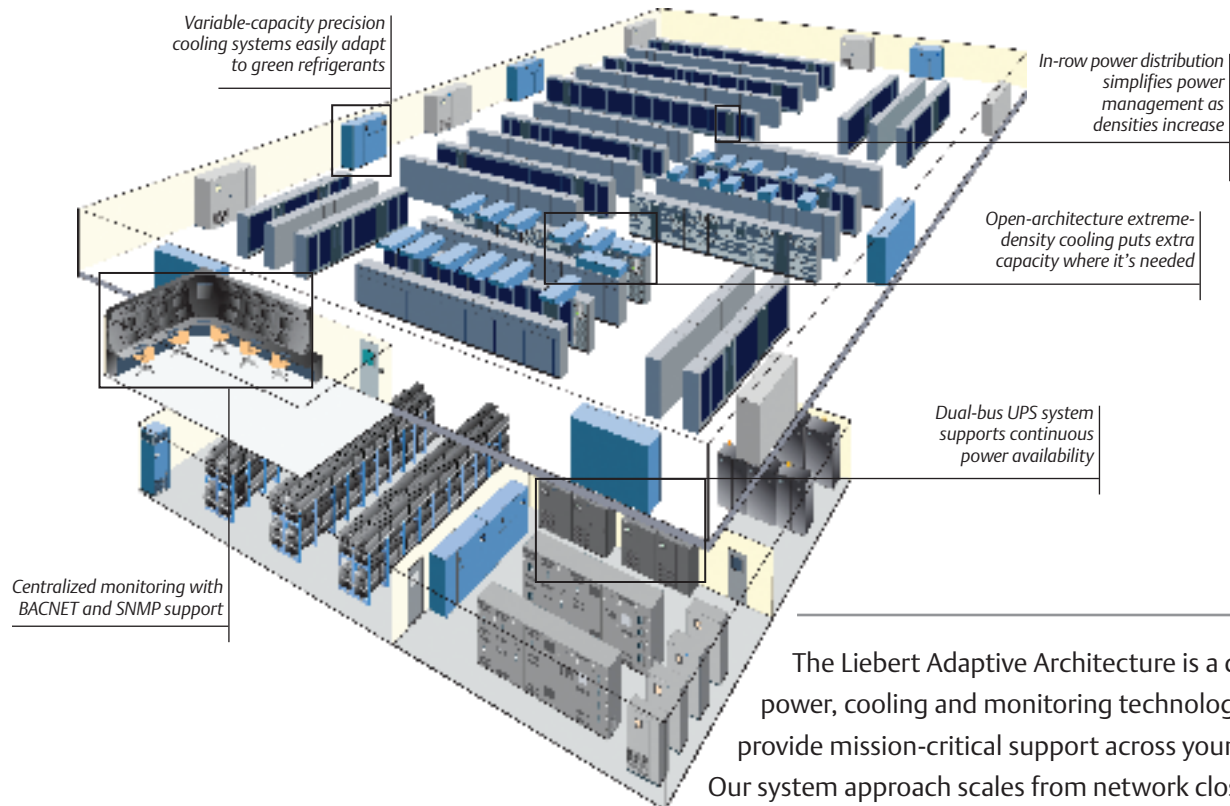 Variable-capacity precision
cooling systems easily adapt
to green refrigerants
In-row power distribution
simplifies power
management as
densities increase
Open-architecture extreme-
density cooling puts extra
capacity where it's needed
Dual-bus UPS system
supports continuous
power availability
Centralized monitoring with
BACNET and SNMP support
The Liebert Adaptive Architecture is a
power, cooling and monitoring
provide mission-critical support across your
Our system approach scales from network